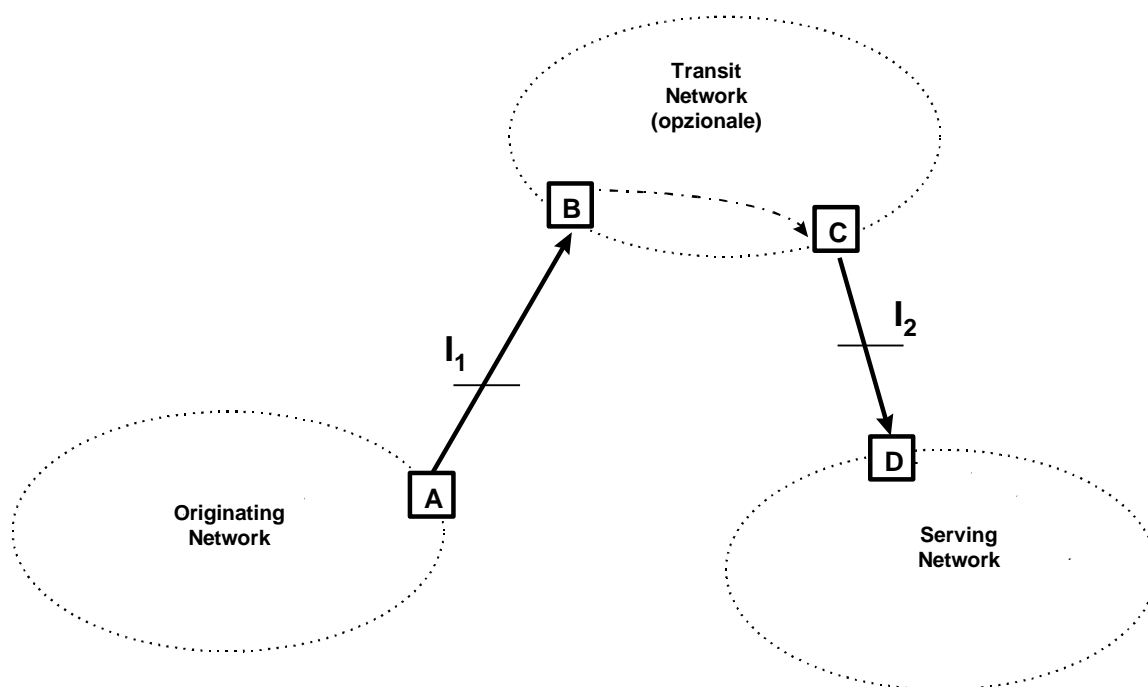 Transit
Network
(opzionale)
B
C
I₁
I₂
A
D
Originating
Network
Serving
Network